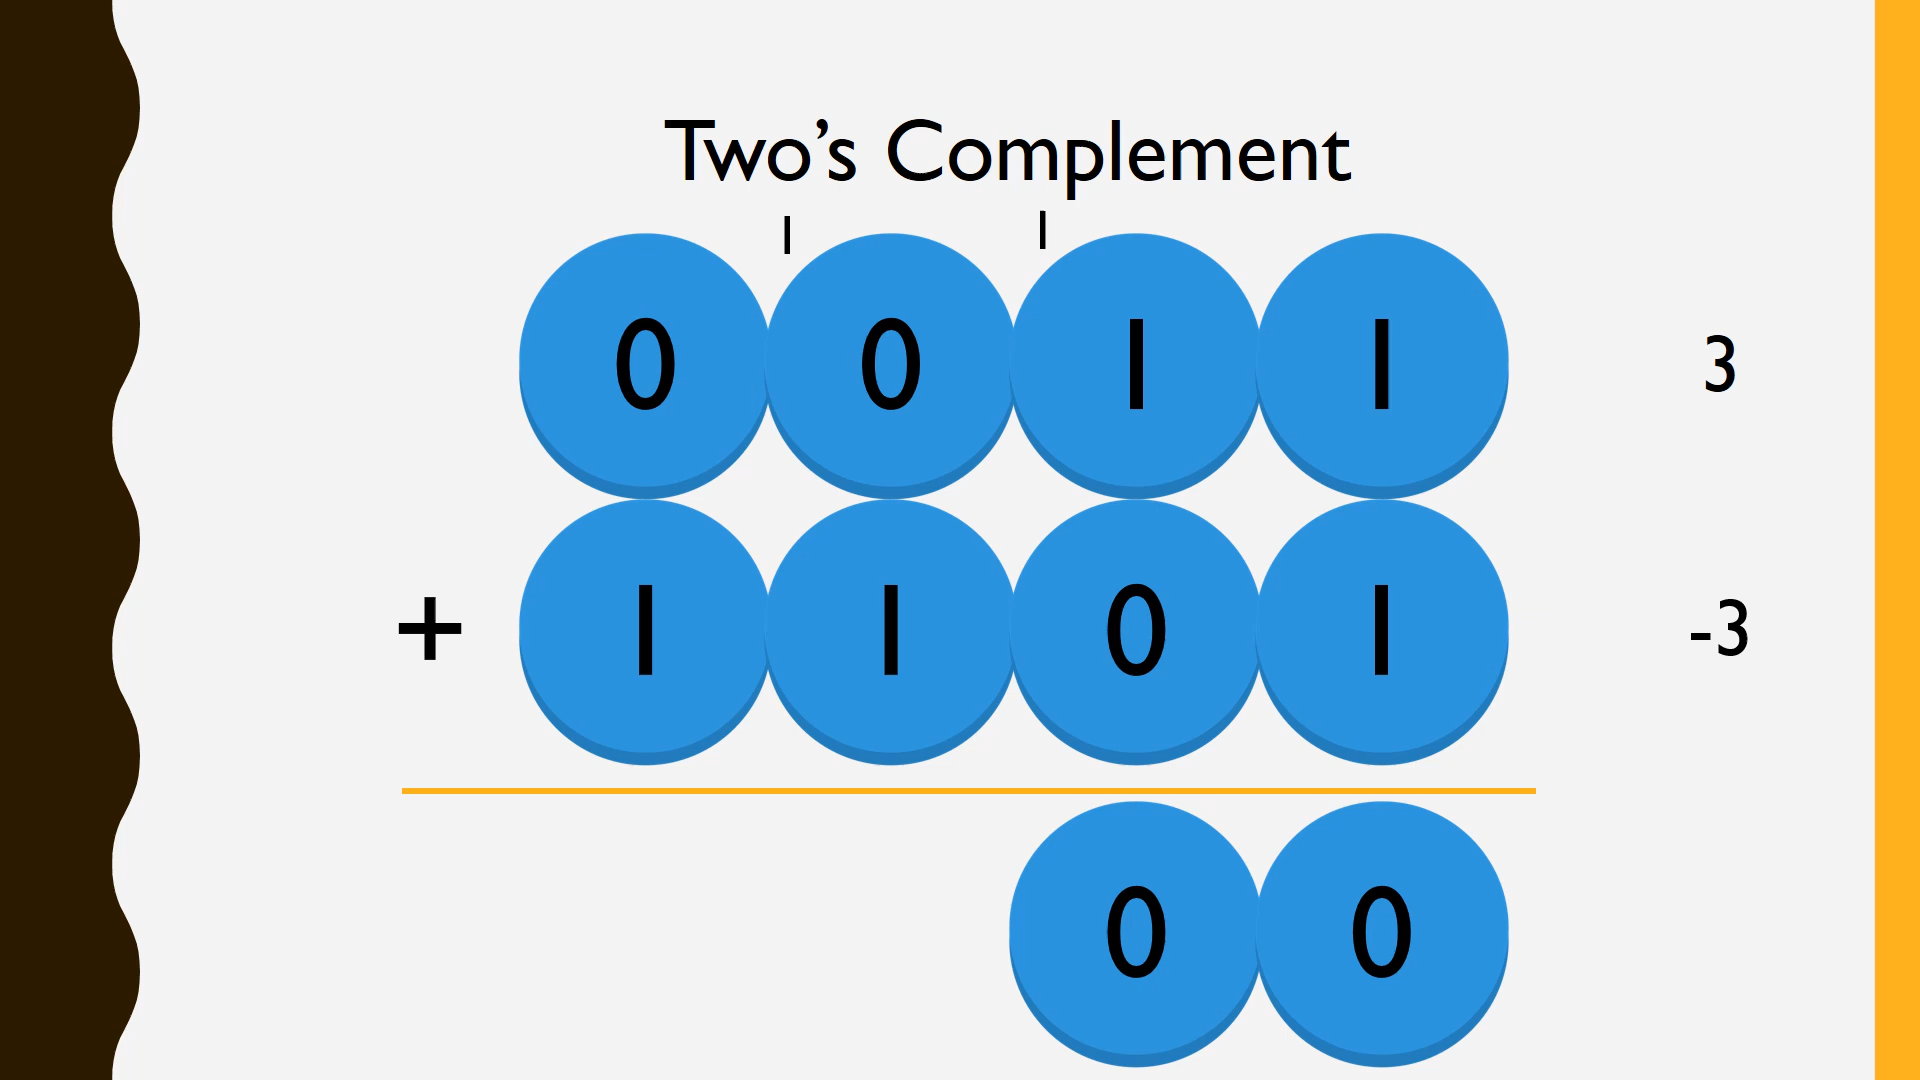 Two’s Complement
1 1
0 0 1 1 3
+ 1 1 0 1 -3
0 0